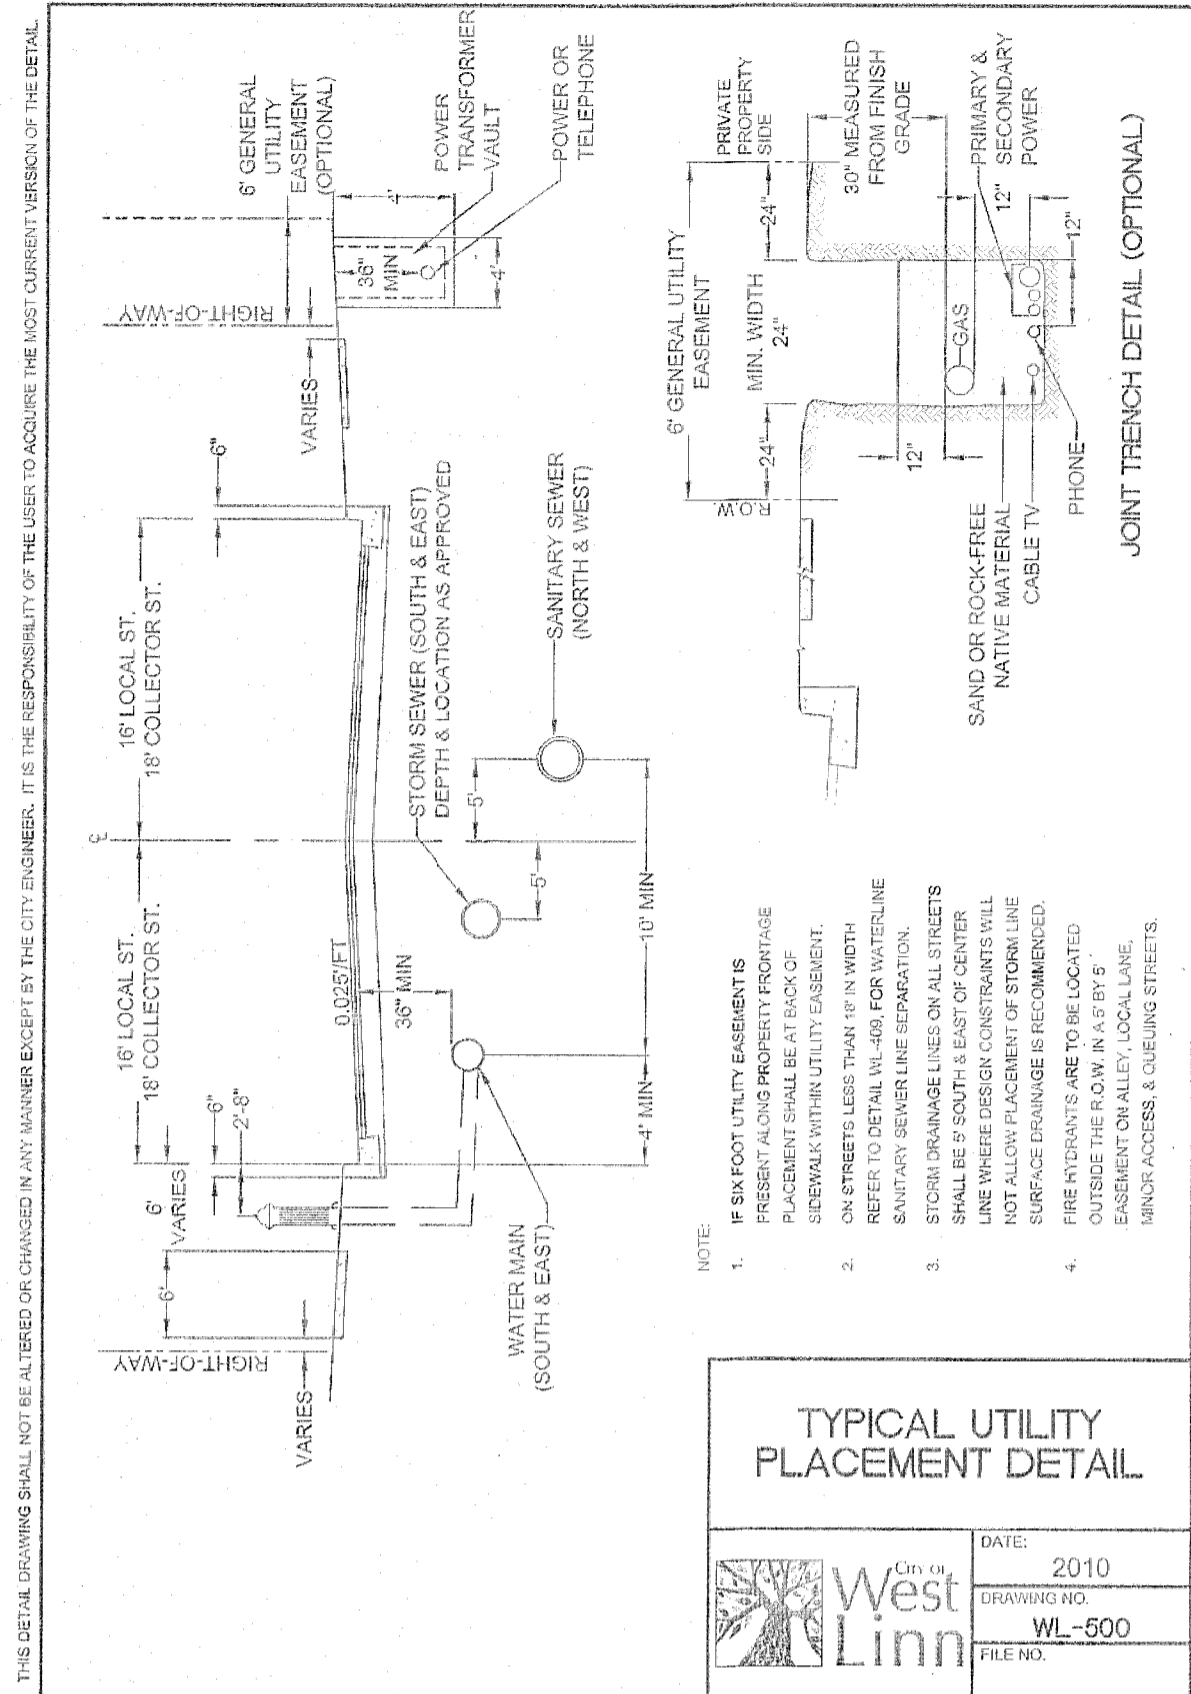 THIS DETAIL DRAWING SHALL NOT BE ALTERED OR CHANGED IN ANY MANNER EXCEPT BY THE CITY ENGINEER. IT IS THE RESPONSIBILITY OF THE USER TO ACQUIRE THE MOST CURRENT VERSION OF THE DETAIL.
RIGHT-OF-WAY
VARIES
6'
6'
VARIES
6"
2'-8"
16' LOCAL ST.
18' COLLECTOR ST.
16' LOCAL ST.
18' COLLECTOR ST.
6"
VARIES
RIGHT-OF-WAY
6' GENERAL
UTILITY
EASEMENT
(OPTIONAL)
0.025'/FT
36" MIN
36"
MIN
4'
4'
POWER
TRANSFORMER
VAULT
POWER OR
TELEPHONE
STORM SEWER (SOUTH & EAST)
DEPTH & LOCATION AS APPROVED
SANITARY SEWER
(NORTH & WEST)
5'
5'
10' MIN
4' MIN
WATER MAIN
(SOUTH & EAST)
NOTE:
1. IF SIX FOOT UTILITY EASEMENT IS
PRESENT ALONG PROPERTY FRONTAGE
PLACEMENT SHALL BE AT BACK OF
SIDEWALK WITHIN UTILITY EASEMENT.
2. ON STREETS LESS THAN 18' IN WIDTH
REFER TO DETAIL WL-409, FOR WATERLINE
SANITARY SEWER LINE SEPARATION.
3. STORM DRAINAGE LINES ON ALL STREETS
SHALL BE 5' SOUTH & EAST OF CENTER
LINE WHERE DESIGN CONSTRAINTS WILL
NOT ALLOW PLACEMENT OF STORM LINE
SURFACE DRAINAGE IS RECOMMENDED.
4. FIRE HYDRANTS ARE TO BE LOCATED
OUTSIDE THE R.O.W. IN A 5' BY 5'
EASEMENT ON ALLEY, LOCAL LANE,
MINOR ACCESS, & QUEUING STREETS.
6' GENERAL UTILITY
EASEMENT
PRIVATE
PROPERTY
SIDE
R.O.W.
24"
MIN. WIDTH
24"
24"
30" MEASURED
FROM FINISH
GRADE
12"
GAS
12"
PRIMARY &
SECONDARY
POWER
12"
SAND OR ROCK-FREE
NATIVE MATERIAL
CABLE TV
PHONE
JOINT TRENCH DETAIL (OPTIONAL)
TYPICAL UTILITY
PLACEMENT DETAIL
CITY OF
West
Linn
DATE:
2010
DRAWING NO.
WL-500
FILE NO.